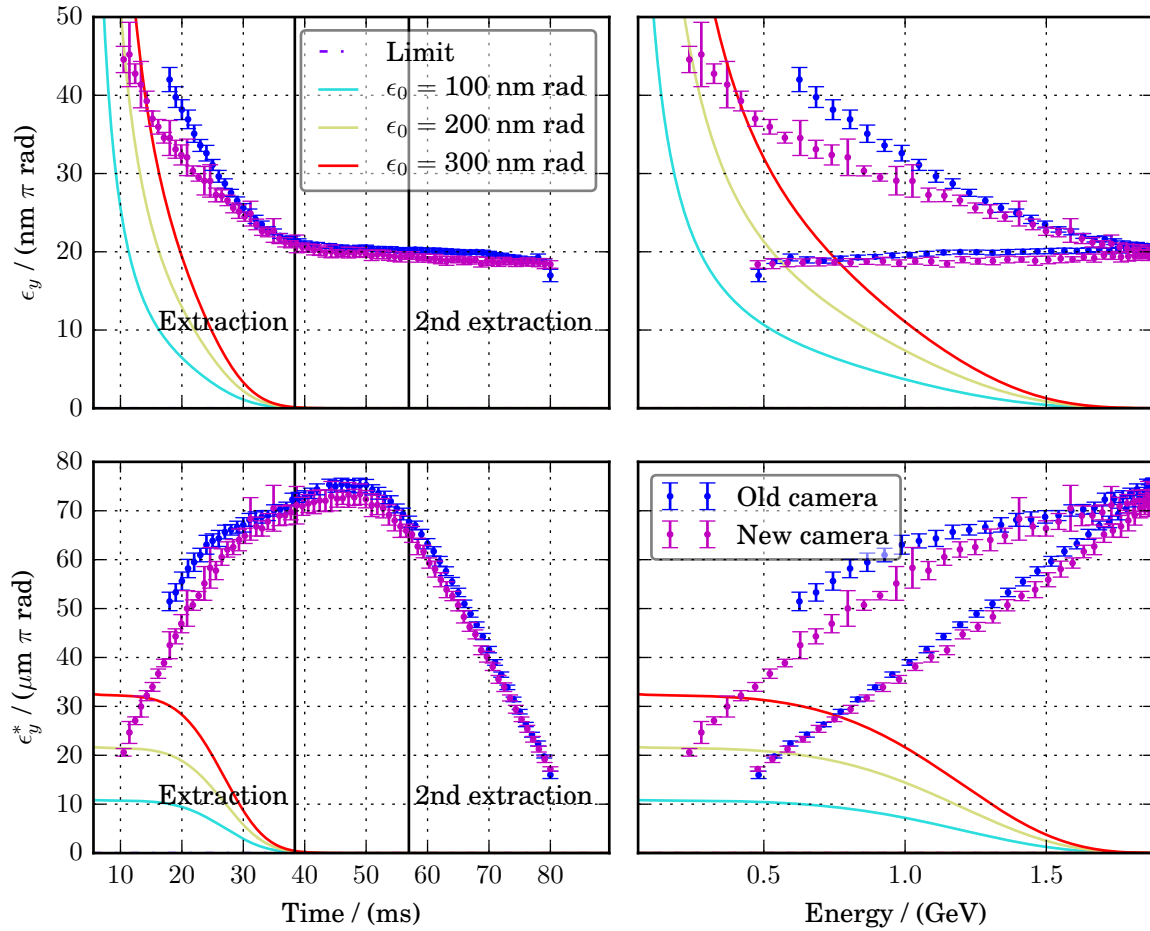 50
40
30
20
10
0
ϵ_y / (nm π rad)
Limit
ϵ_0 = 100 nm rad
ϵ_0 = 200 nm rad
ϵ_0 = 300 nm rad
Extraction
2nd extraction
80
70
60
50
40
30
20
10
0
ϵ*_y / (μm π rad)
Extraction
2nd extraction
10 20 30 40 50 60 70 80
Time / (ms)
Old camera
New camera
0.5 1.0 1.5
Energy / (GeV)